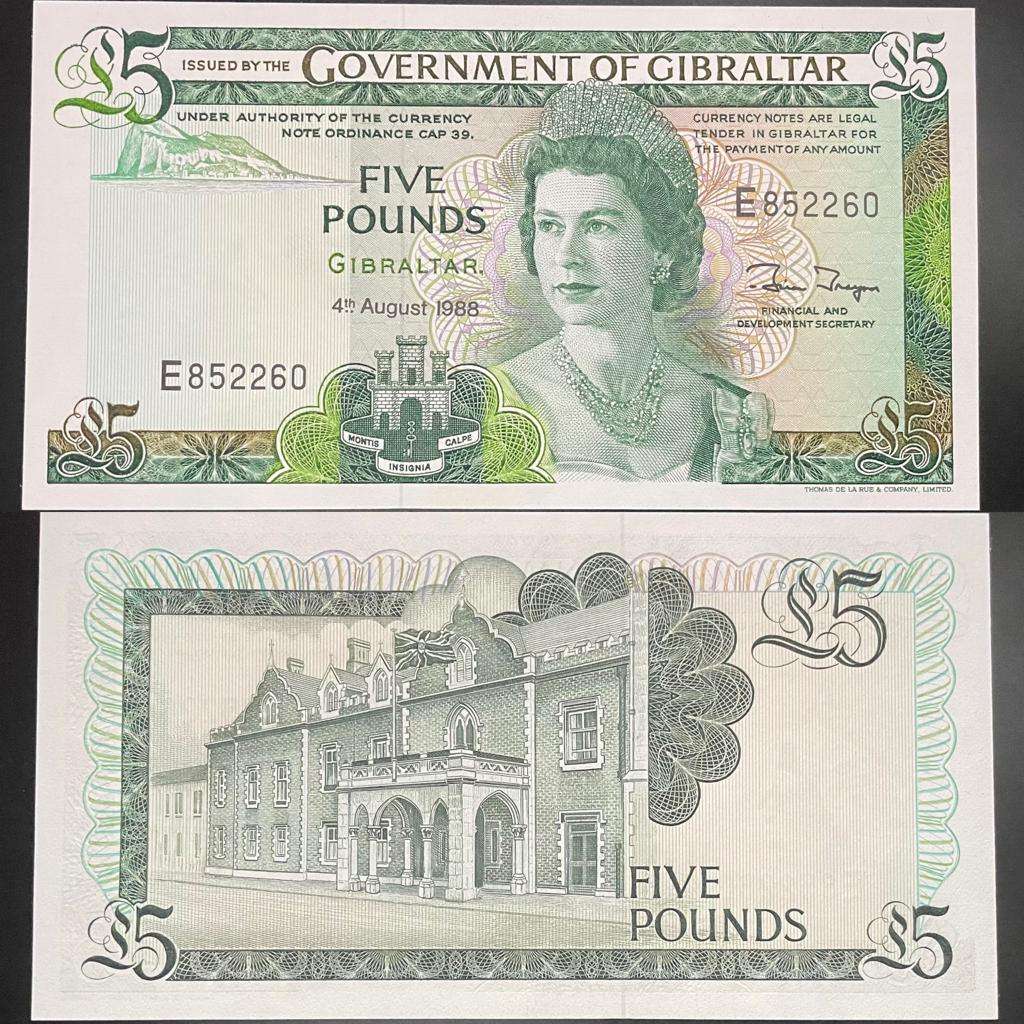 £5
ISSUED BY THE GOVERNMENT OF GIBRALTAR
£5
UNDER AUTHORITY OF THE CURRENCY
NOTE ORDINANCE CAP 39.
CURRENCY NOTES ARE LEGAL
TENDER IN GIBRALTAR FOR
THE PAYMENT OF ANY AMOUNT
FIVE
POUNDS
GIBRALTAR.
4th August 1988
E852260
FINANCIAL AND
DEVELOPMENT SECRETARY
E852260
£5
MONTIS CALPE
INSIGNIA
£5
THOMAS DE LA RUE & COMPANY, LIMITED.
£5
FIVE
POUNDS
£5
£5